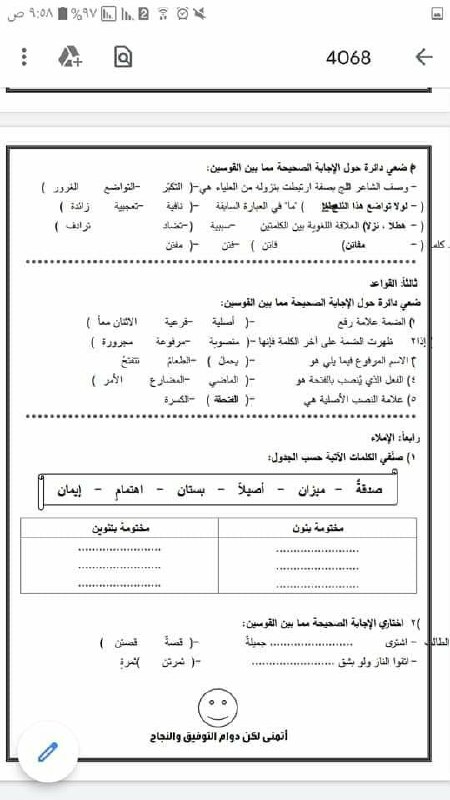 ٩:٥٨ ص
%٩٧
4068
ضعي دائرة حول الإجابة الصحيحة مما بين القوسين:
– وصف الشاعر الثلج بصفة ارتبطت بنزوله من العلياء هي-( التكبّر –التواضع الغرور )
( – لولا تواضع هذا الثلج ) "ما" في العبارة السابقة –( نافية –تعجبية زائدة )
( – هطلا ، نزلا) العلاقة اللغوية بين الكلمتين –سببية ( –تضاد ترادف )
كلمة ( – مفاتن) فاتن ) –فتن –( مفتن
ثالثاً: القواعد
ضعي دائرة حول الإجابة الصحيحة مما بين القوسين:
١) الضمة علامة رفع –( أصلية –فرعية الاثنان معاً )
٢) إذا ظهرت الضمة على آخر الكلمة فإنها –( منصوبة –مرفوعة مجرورة )
٣) الاسم المرفوع فيما يلي هو –( يحملُ –الطعامُ تتفتحُ
٤) الفعل الذي يُنصب بالفتحة هو –( الماضي –المضارع الأمر )
٥) علامة النصب الأصلية هي –( الفتحة ) –الكسرة
رابعاً: الإملاء
١) صنّفي الكلمات الآتية حسب الجدول:
صدقةٌ – ميزان – أصيلاً – بستان – اهتمامٍ – إيمان
مختومة بنون مختومة بتنوين
........................ ........................
........................ ........................
........................ ........................
٢) اختاري الإجابة الصحيحة مما بين القوسين:
– اشترى الطالب ........................ جميلةً –( قصةً قصتن )
– اتقوا النار ولو بشق ........................ –( ثمرتن ثمرةٍ)
أتمنى لكن دوام التوفيق والنجاح